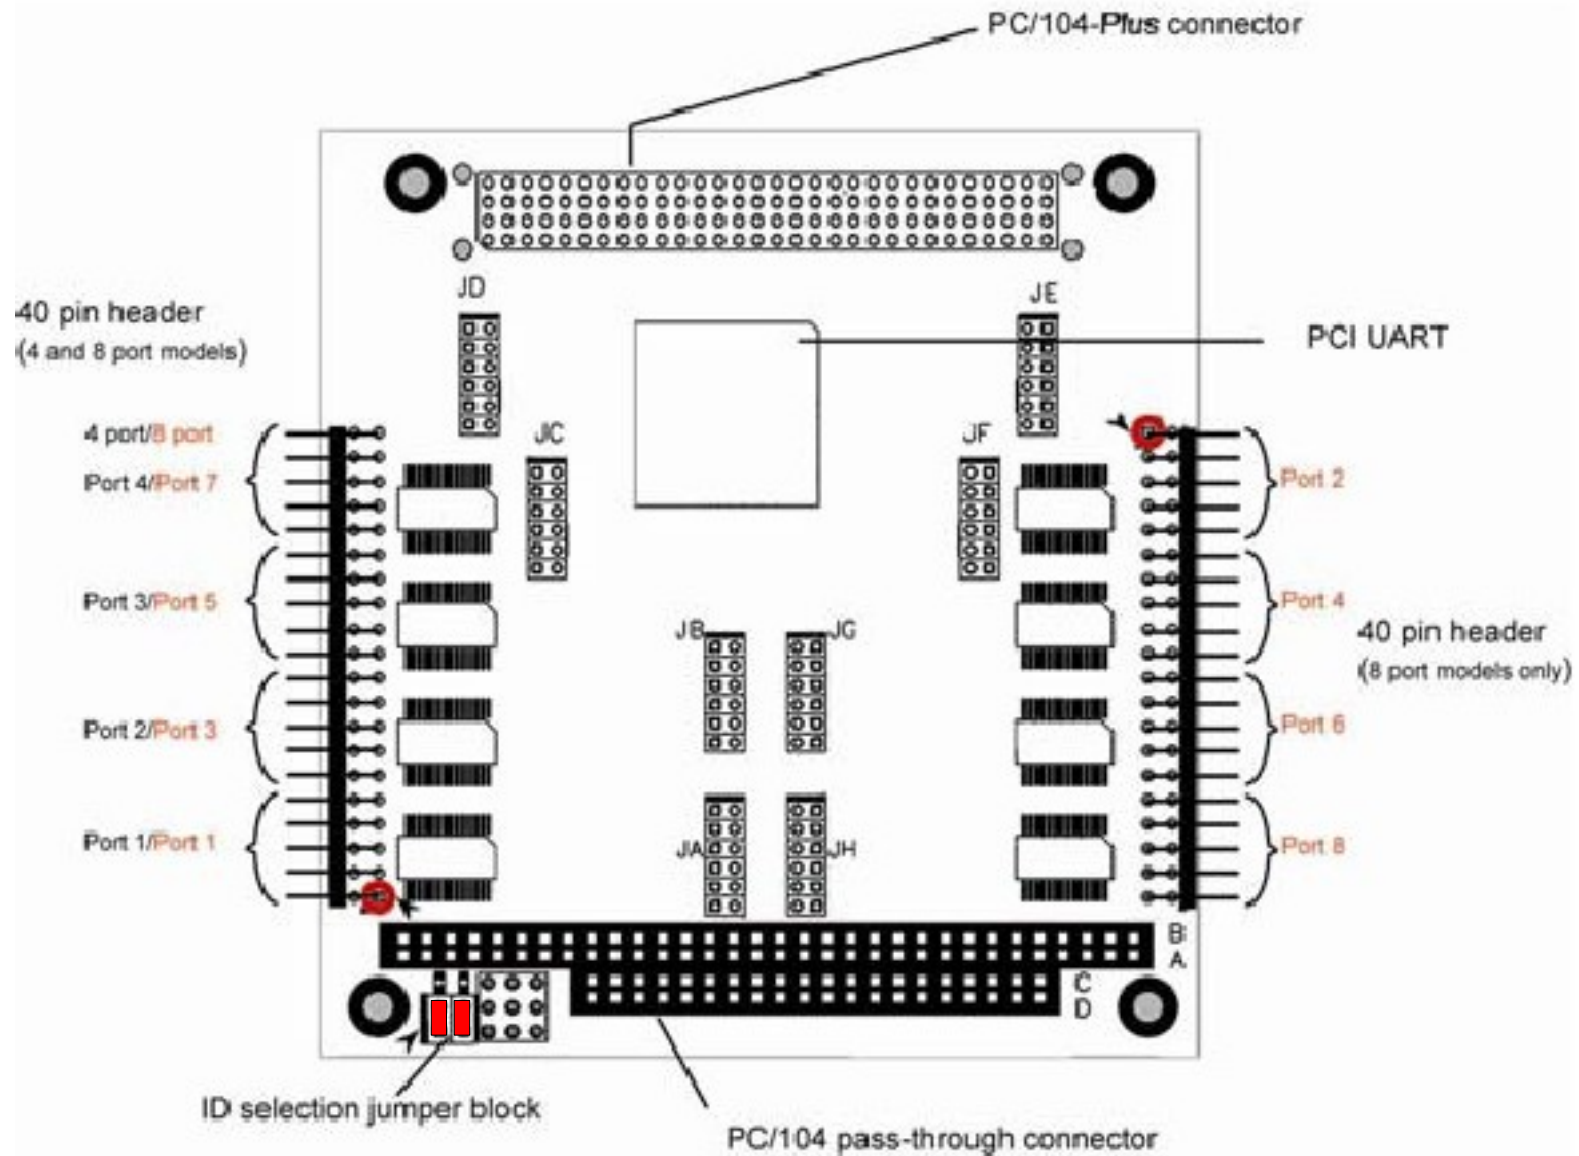 PC/104-Plus connector
JD
JE
40 pin header
(4 and 8 port models)
PCI UART
4 port/8 port
JC
JF
Port 4/Port 7
Port 2
Port 3/Port 5
Port 4
JB
JG
40 pin header
(8 port models only)
Port 2/Port 3
Port 6
Port 1/Port 1
JA
JH
Port 8
B
A
C
D
ID selection jumper block
PC/104 pass-through connector